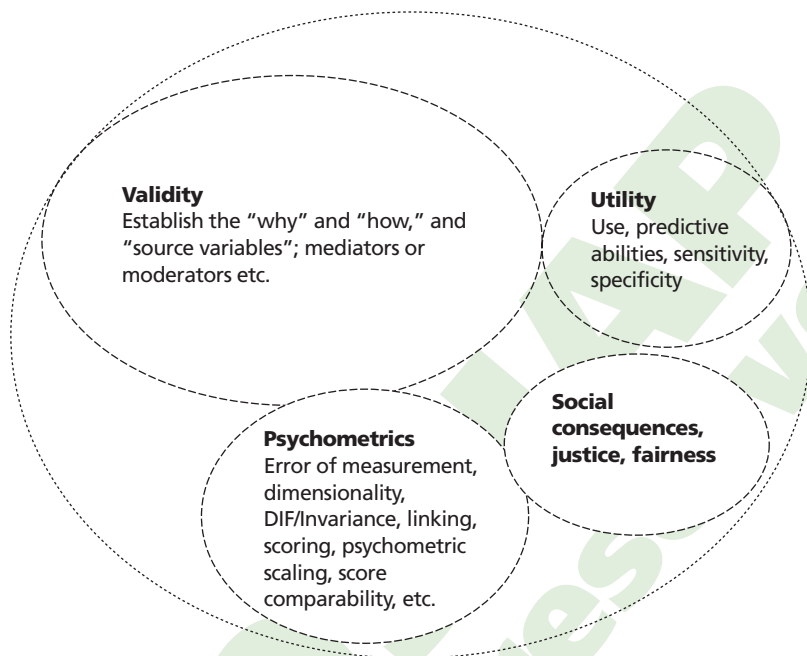 Validity
Establish the “why” and “how,” and
“source variables”; mediators or
moderators etc.
Utility
Use, predictive
abilities, sensitivity,
specificity
Social
consequences,
justice, fairness
Psychometrics
Error of measurement,
dimensionality,
DIF/Invariance, linking,
scoring, psychometric
scaling, score
comparability, etc.
IAP